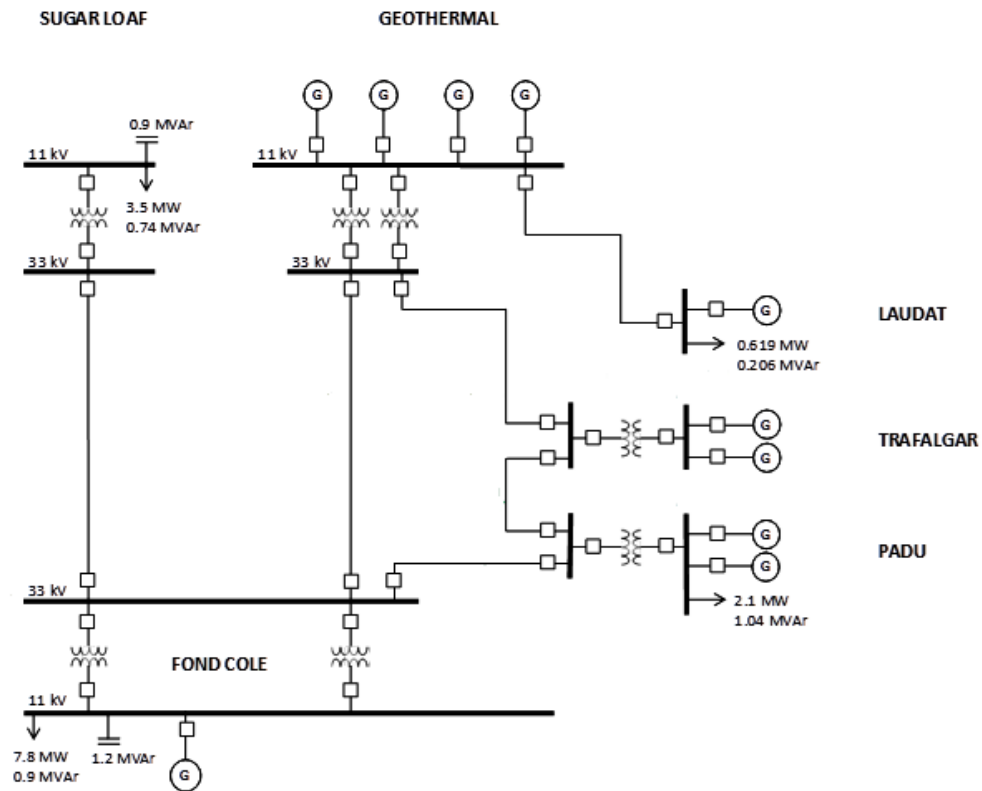 SUGAR LOAF
GEOTHERMAL
G
G
G
G
0.9 MVAr
11 kV
11 kV
3.5 MW
0.74 MVAr
33 kV
33 kV
G
LAUDAT
0.619 MW
0.206 MVAr
G
TRAFALGAR
G
G
PADU
G
33 kV
2.1 MW
1.04 MVAr
FOND COLE
11 kV
7.8 MW
0.9 MVAr
1.2 MVAr
G